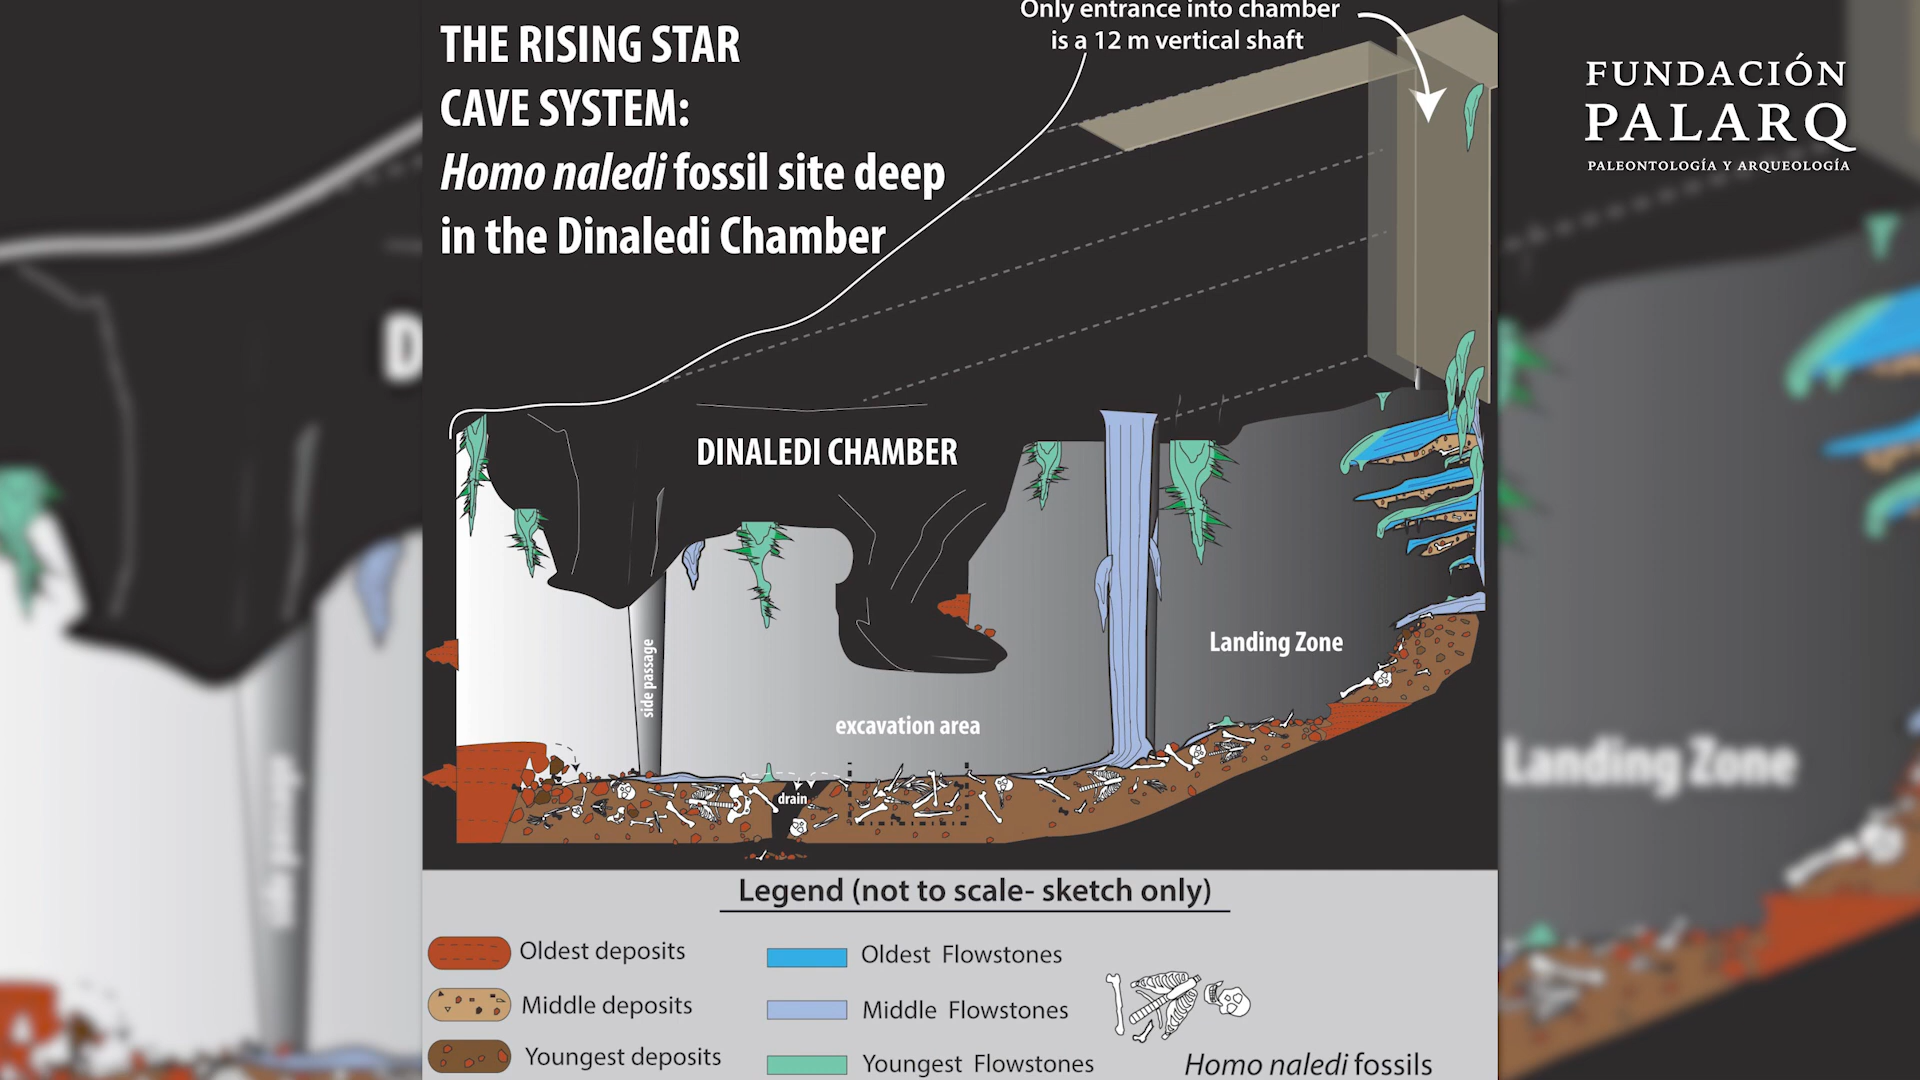 THE RISING STAR
CAVE SYSTEM:
Homo naledi fossil site deep
in the Dinaledi Chamber
Only entrance into chamber
is a 12 m vertical shaft
FUNDACIÓN
PALARQ
PALEONTOLOGÍA Y ARQUEOLOGÍA
DINALEDI CHAMBER
side passage
Landing Zone
excavation area
drain
Landing Zone
Legend (not to scale- sketch only)
Oldest deposits
Middle deposits
Youngest deposits
Oldest Flowstones
Middle Flowstones
Youngest Flowstones
Homo naledi fossils